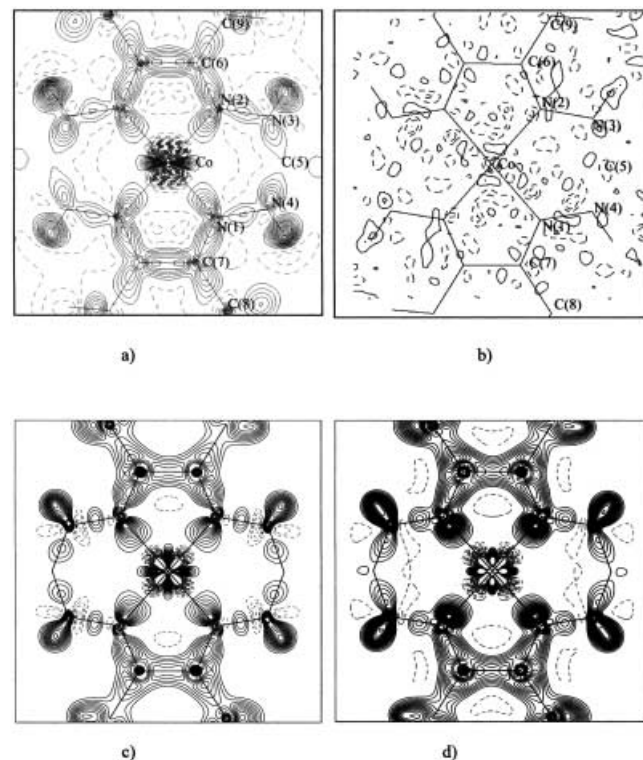 C(9)
C(6)
N(2)
N(3)
Co
C(5)
N(4)
N(1)
C(7)
C(8)
a)
C(9)
C(6)
N(2)
N(3)
Co
C(5)
N(4)
N(1)
C(7)
C(8)
b)
c)
d)